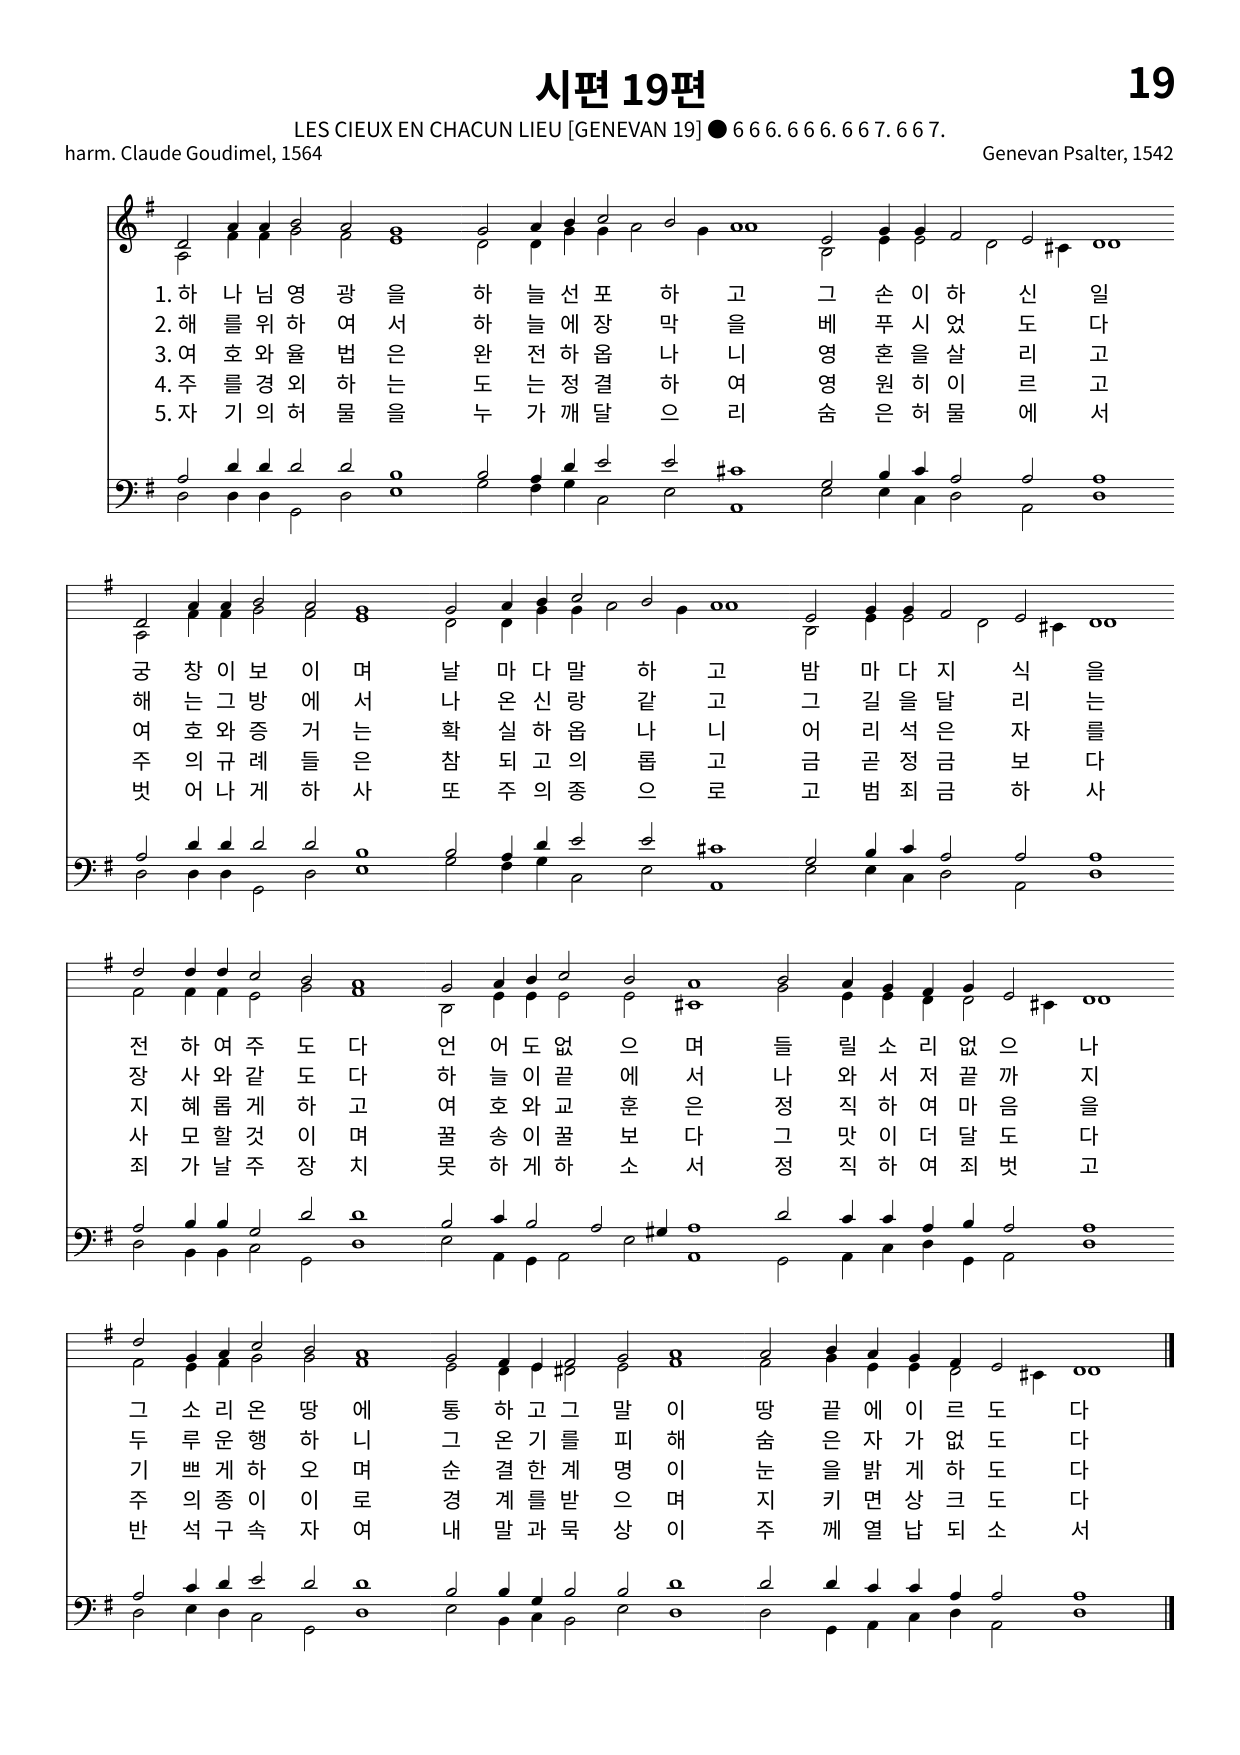 시편 19편
19
LES CIEUX EN CHACUN LIEU [GENEVAN 19] ● 6 6 6. 6 6 6. 6 6 7. 6 6 7.
harm. Claude Goudimel, 1564
Genevan Psalter, 1542
1. 하 나 님 영 광 을 하 늘 선 포 하 고 그 손 이 하 신 일
2. 해 를 위 하 여 서 하 늘 에 장 막 을 베 푸 시 었 도 다
3. 여 호 와 율 법 은 완 전 하 옵 나 니 영 혼 을 살 리 고
4. 주 를 경 외 하 는 도 는 정 결 하 여 영 원 히 이 르 고
5. 자 기 의 허 물 을 누 가 깨 달 으 리 숨 은 허 물 에 서
궁 창 이 보 이 며 날 마 다 말 하 고 밤 마 다 지 식 을
해 는 그 방 에 서 나 온 신 랑 같 고 그 길 을 달 리 는
여 호 와 증 거 는 확 실 하 옵 나 니 어 리 석 은 자 를
주 의 규 례 들 은 참 되 고 의 롭 고 금 곧 정 금 보 다
벗 어 나 게 하 사 또 주 의 종 으 로 고 범 죄 금 하 사
전 하 여 주 도 다 언 어 도 없 으 며 들 릴 소 리 없 으 나
장 사 와 같 도 다 하 늘 이 끝 에 서 나 와 서 저 끝 까 지
지 혜 롭 게 하 고 여 호 와 교 훈 은 정 직 하 여 마 음 을
사 모 할 것 이 며 꿀 송 이 꿀 보 다 그 맛 이 더 달 도 다
죄 가 날 주 장 치 못 하 게 하 소 서 정 직 하 여 죄 벗 고
그 소 리 온 땅 에 통 하 고 그 말 이 땅 끝 에 이 르 도 다
두 루 운 행 하 니 그 온 기 를 피 해 숨 은 자 가 없 도 다
기 쁘 게 하 오 며 순 결 한 계 명 이 눈 을 밝 게 하 도 다
주 의 종 이 이 로 경 계 를 받 으 며 지 키 면 상 크 도 다
반 석 구 속 자 여 내 말 과 묵 상 이 주 께 열 납 되 소 서